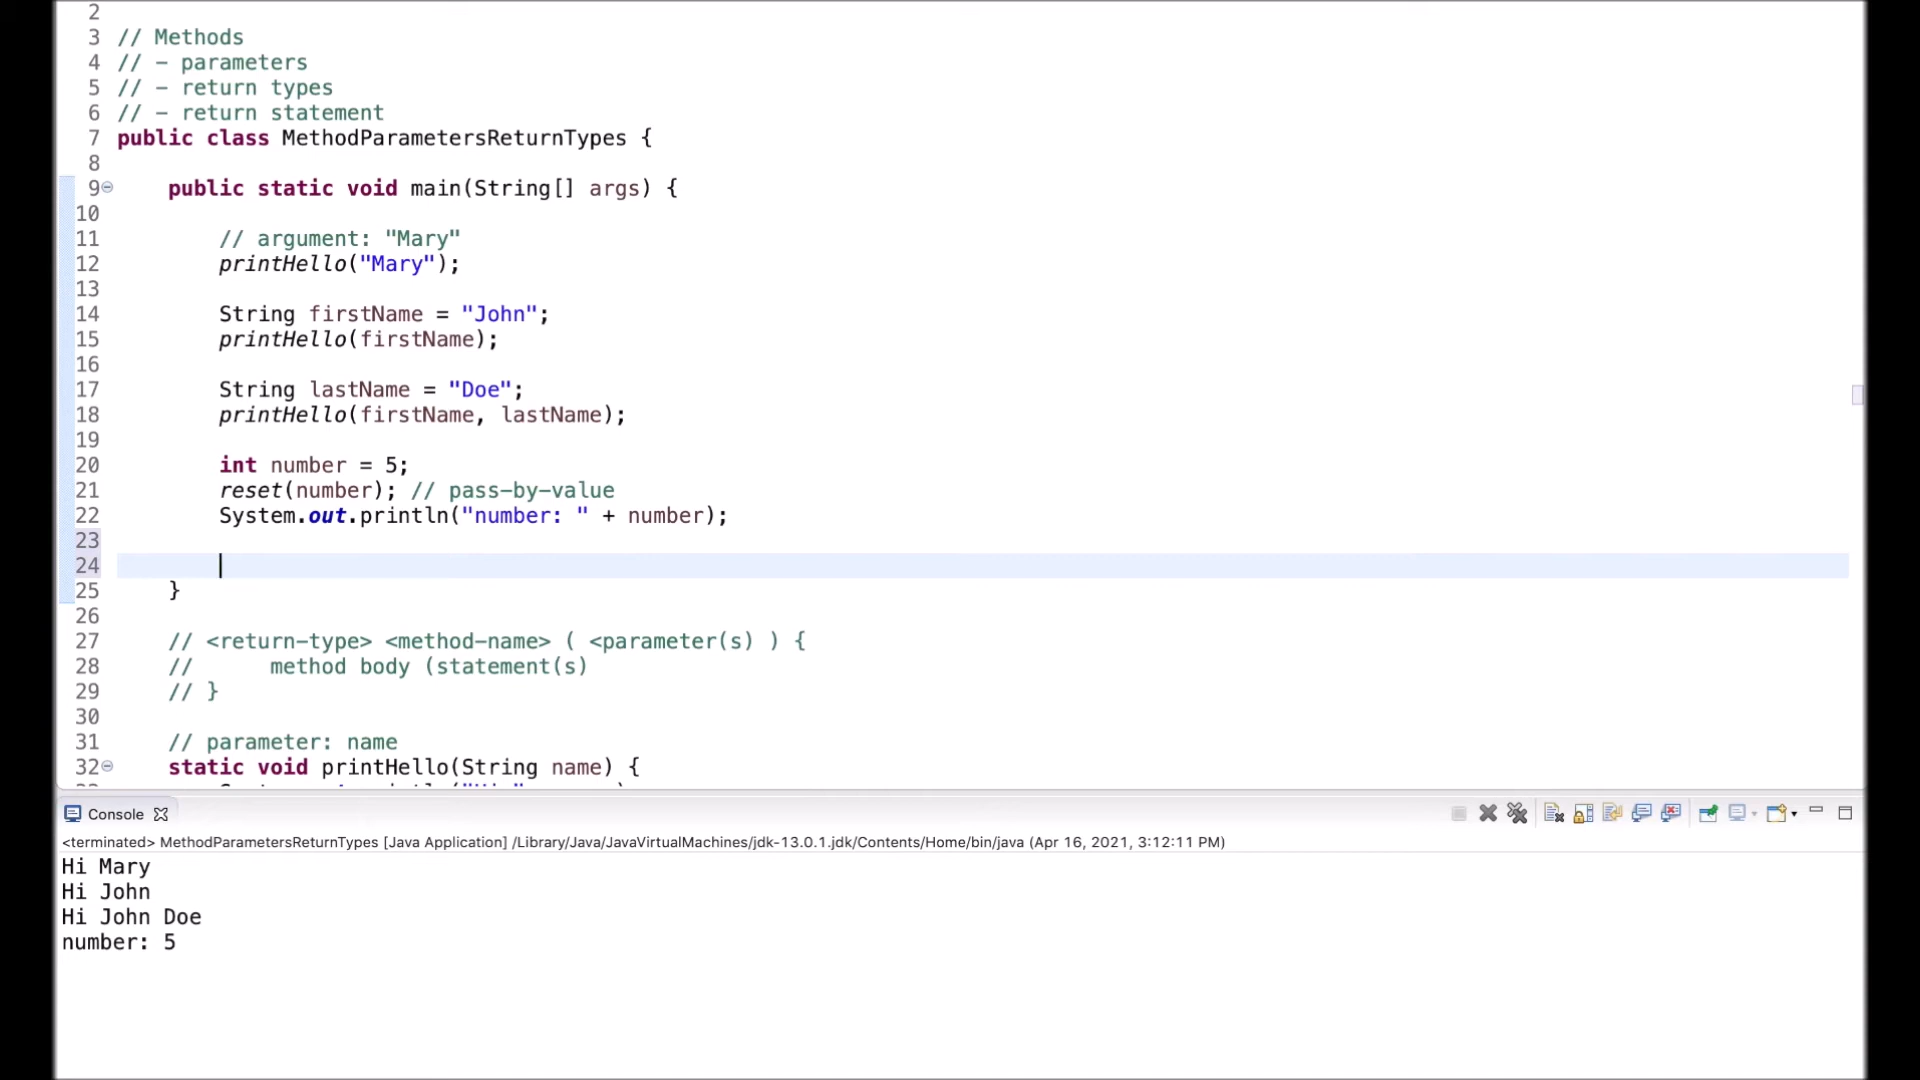 2
3 // Methods
4 // – parameters
5 // – return types
6 // – return statement
7 public class MethodParametersReturnTypes {
8
9 public static void main(String[] args) {
10
11 // argument: "Mary"
12 printHello("Mary");
13
14 String firstName = "John";
15 printHello(firstName);
16
17 String lastName = "Doe";
18 printHello(firstName, lastName);
19
20 int number = 5;
21 reset(number); // pass-by-value
22 System.out.println("number: " + number);
23
24
25 }
26
27 // <return-type> <method-name> ( <parameter(s) ) {
28 // method body (statement(s)
29 // }
30
31 // parameter: name
32 static void printHello(String name) {
Console
<terminated> MethodParametersReturnTypes [Java Application] /Library/Java/JavaVirtualMachines/jdk-13.0.1.jdk/Contents/Home/bin/java (Apr 16, 2021, 3:12:11 PM)
Hi Mary
Hi John
Hi John Doe
number: 5